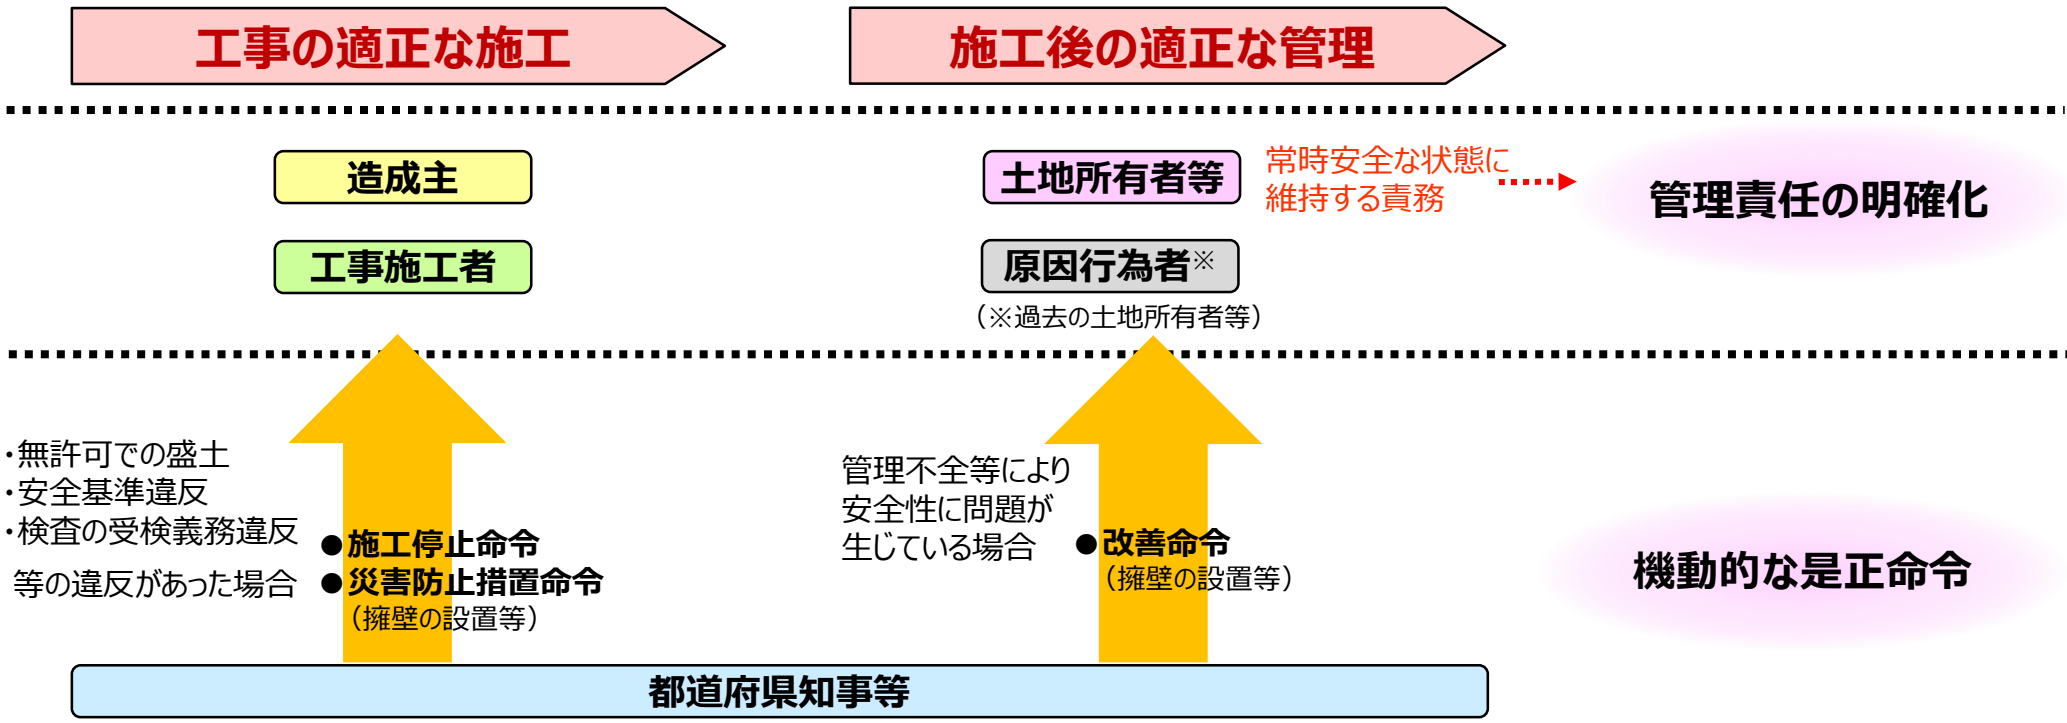 工事の適正な施工
施工後の適正な管理
造成主
工事施工者
土地所有者等
常時安全な状態に
維持する責務
原因行為者※
（※過去の土地所有者等）
管理責任の明確化
・無許可での盛土
・安全基準違反
・検査の受検義務違反
等の違反があった場合
●施工停止命令
●災害防止措置命令
（擁壁の設置等）
管理不全等により
安全性に問題が
生じている場合
●改善命令
（擁壁の設置等）
機動的な是正命令
都道府県知事等